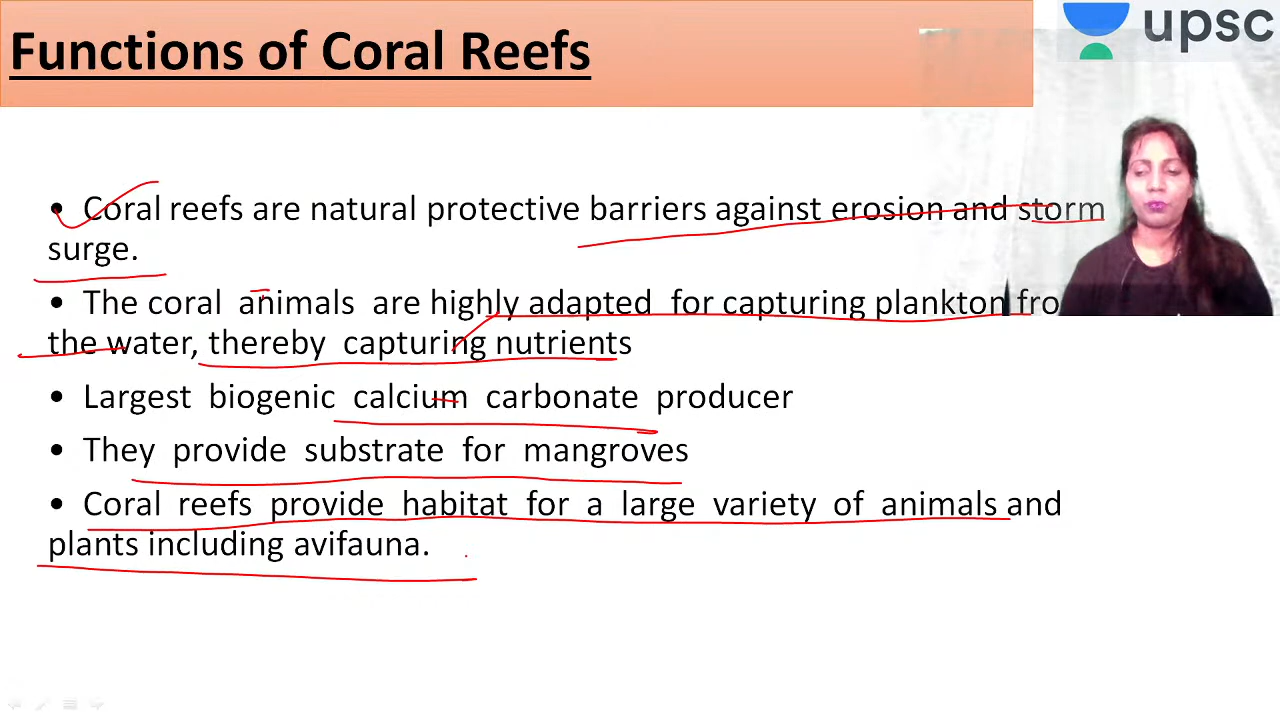 Functions of Coral Reefs
upsc
• Coral reefs are natural protective barriers against erosion and storm
surge.
• The coral animals are highly adapted for capturing plankton fro
the water, thereby capturing nutrients
• Largest biogenic calcium carbonate producer
• They provide substrate for mangroves
• Coral reefs provide habitat for a large variety of animals and
plants including avifauna.